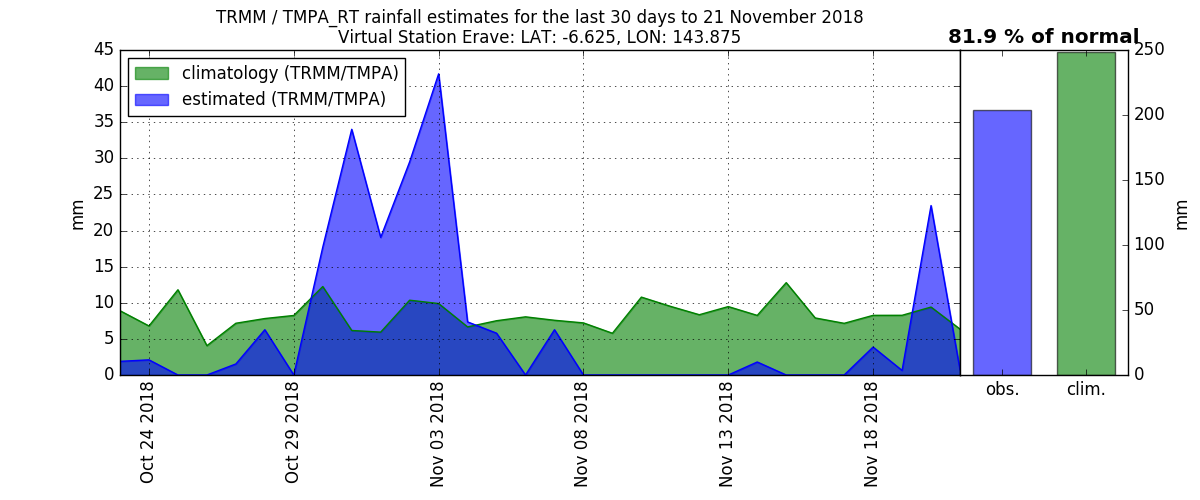 TRMM / TMPA_RT rainfall estimates for the last 30 days to 21 November 2018
Virtual Station Erave: LAT: -6.625, LON: 143.875
81.9 % of normal
climatology (TRMM/TMPA)
estimated (TRMM/TMPA)
45
40
35
30
25
20
15
10
5
0
mm
Oct 24 2018
Oct 29 2018
Nov 03 2018
Nov 08 2018
Nov 13 2018
Nov 18 2018
obs.
clim.
250
200
150
100
50
0
mm